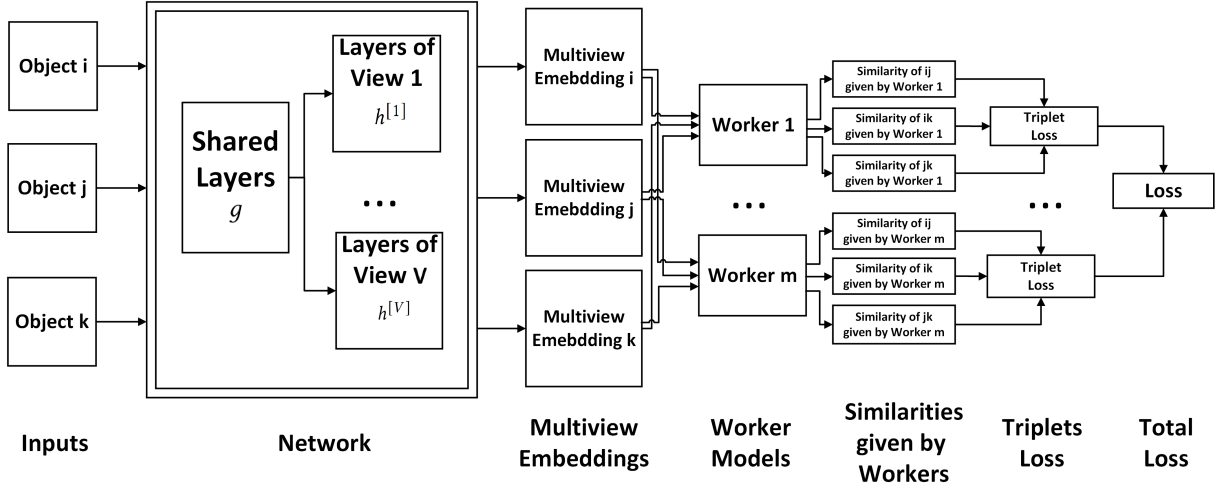 Object i
Object j
Object k
Shared
Layers
g
Layers of
View 1
h[1]
...
Layers of
View V
h[V]
Multiview
Emebdding i
Multiview
Emebdding j
Multiview
Emebdding k
Worker 1
...
Worker m
Similarity of ij
given by Worker 1
Similarity of ik
given by Worker 1
Similarity of jk
given by Worker 1
Similarity of ij
given by Worker m
Similarity of ik
given by Worker m
Similarity of jk
given by Worker m
Triplet
Loss
...
Triplet
Loss
Loss
Inputs
Network
Multiview
Embeddings
Worker
Models
Similarities
given by
Workers
Triplets
Loss
Total
Loss